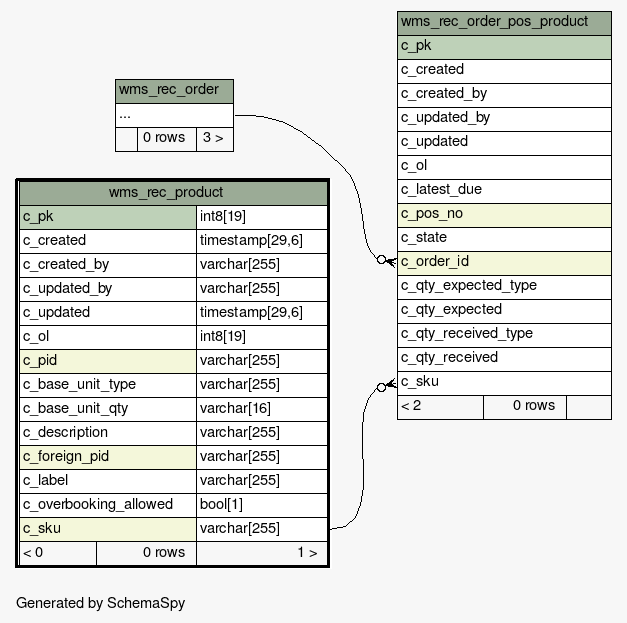 wms_rec_order_pos_product
c_pk
c_created
c_created_by
c_updated_by
c_updated
c_ol
c_latest_due
c_pos_no
c_state
c_order_id
c_qty_expected_type
c_qty_expected
c_qty_received_type
c_qty_received
c_sku
< 2 0 rows
wms_rec_order
...
0 rows 3 >
wms_rec_product
c_pk int8[19]
c_created timestamp[29,6]
c_created_by varchar[255]
c_updated_by varchar[255]
c_updated timestamp[29,6]
c_ol int8[19]
c_pid varchar[255]
c_base_unit_type varchar[255]
c_base_unit_qty varchar[16]
c_description varchar[255]
c_foreign_pid varchar[255]
c_label varchar[255]
c_overbooking_allowed bool[1]
c_sku varchar[255]
< 0 0 rows 1 >
Generated by SchemaSpy